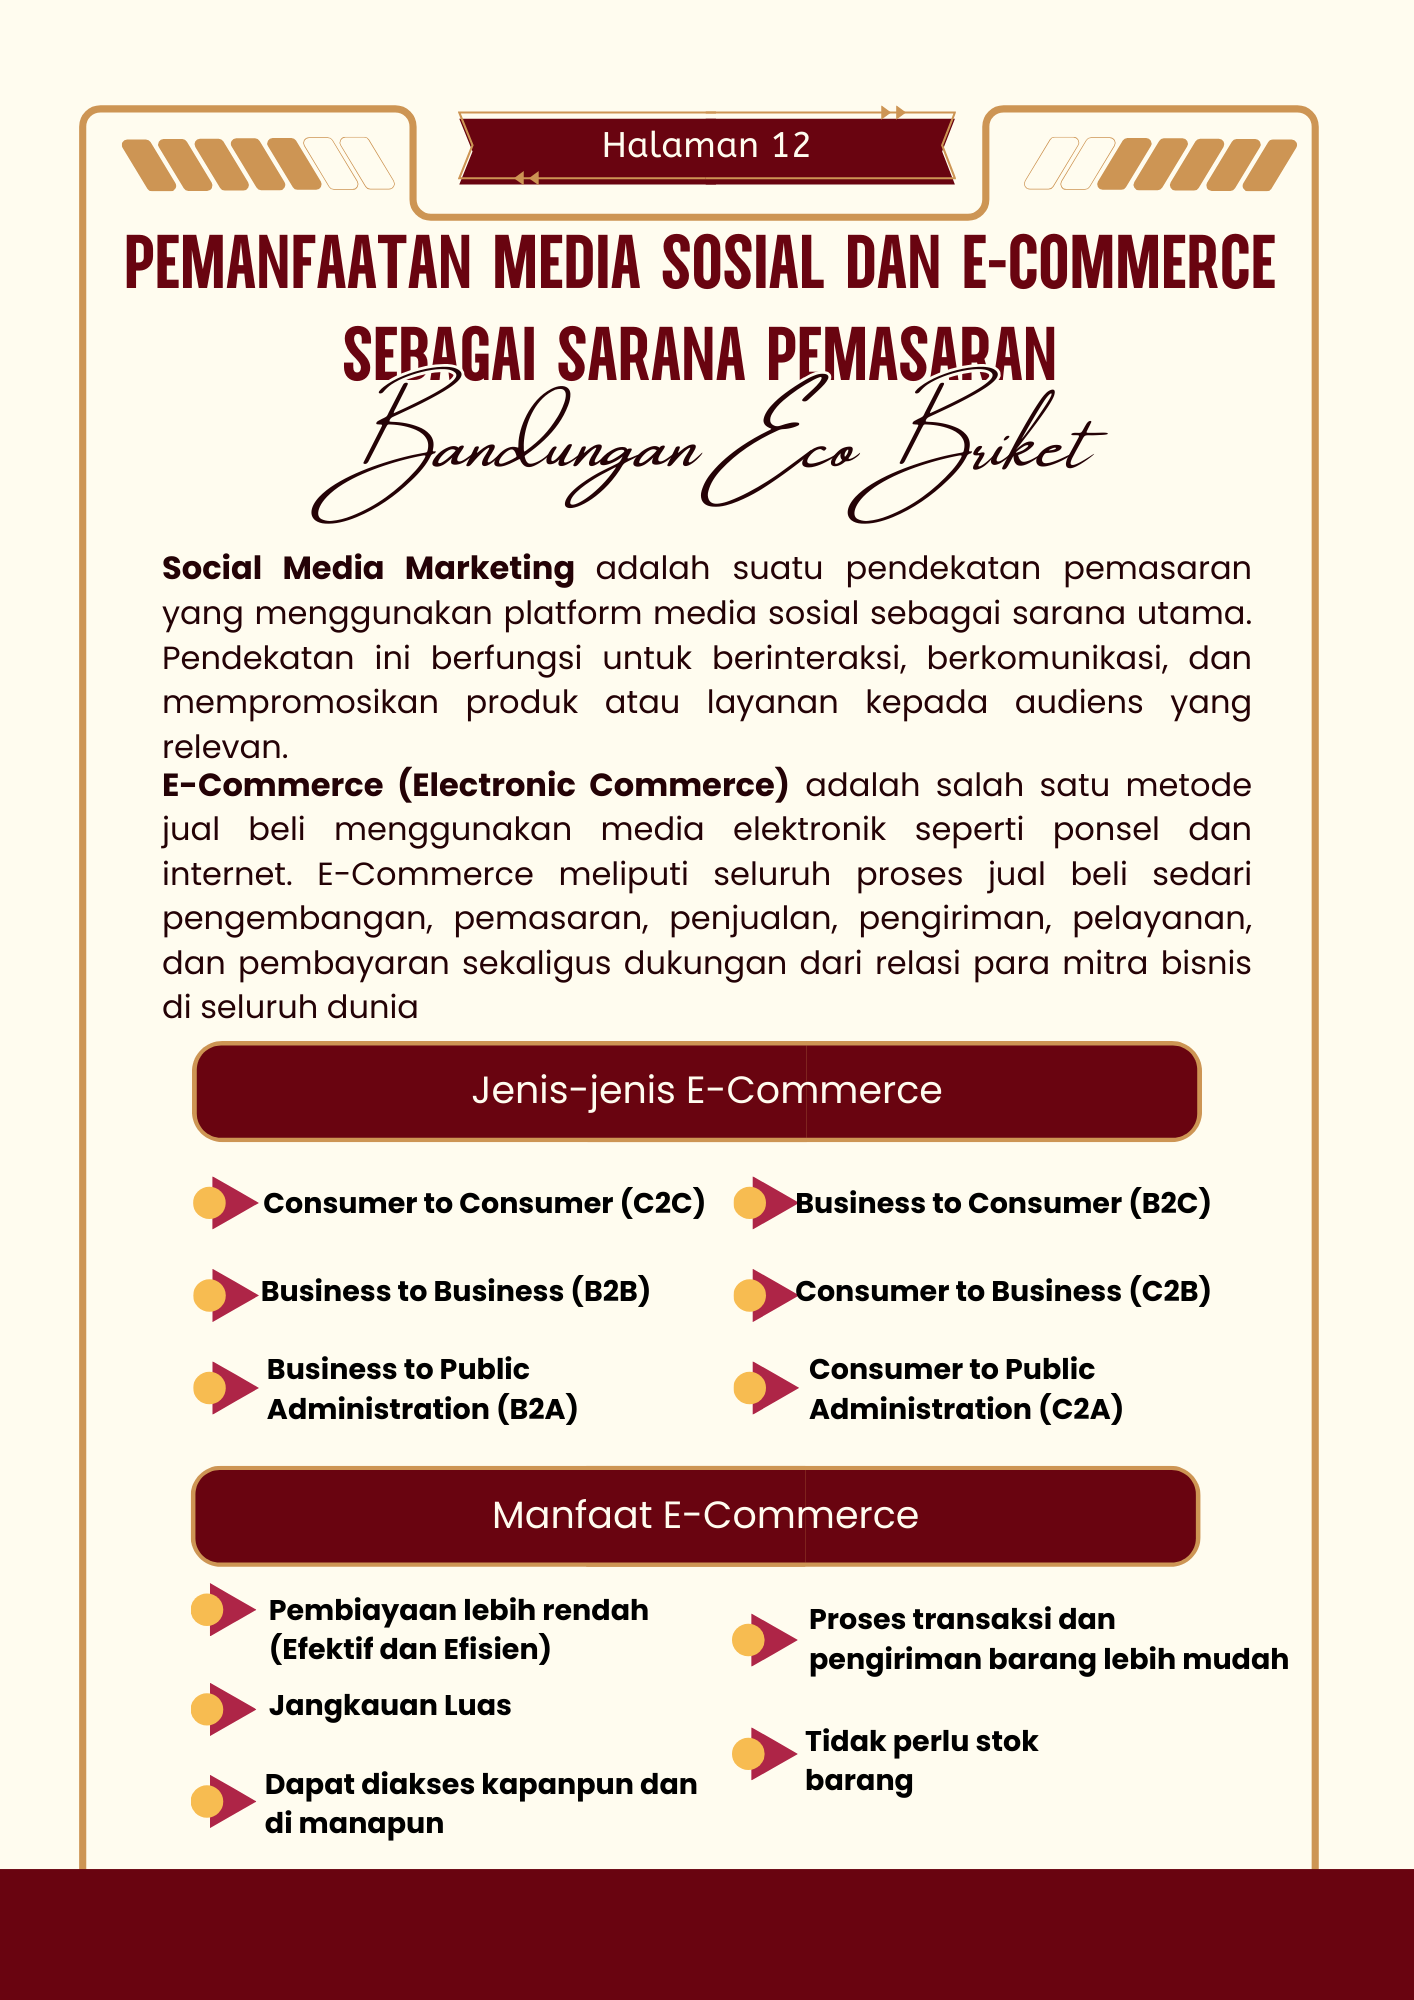 Halaman 12
PEMANFAATAN MEDIA SOSIAL DAN E-COMMERCE
SEBAGAI SARANA PEMASARAN
Bandungan Eco Briket
Social Media Marketing adalah suatu pendekatan pemasaran
yang menggunakan platform media sosial sebagai sarana utama.
Pendekatan ini berfungsi untuk berinteraksi, berkomunikasi, dan
mempromosikan produk atau layanan kepada audiens yang
relevan.
E-Commerce (Electronic Commerce) adalah salah satu metode
jual beli menggunakan media elektronik seperti ponsel dan
internet. E-Commerce meliputi seluruh proses jual beli sedari
pengembangan, pemasaran, penjualan, pengiriman, pelayanan,
dan pembayaran sekaligus dukungan dari relasi para mitra bisnis
di seluruh dunia
Jenis-jenis E-Commerce
Consumer to Consumer (C2C)
Business to Consumer (B2C)
Business to Business (B2B)
Consumer to Business (C2B)
Business to Public
Administration (B2A)
Consumer to Public
Administration (C2A)
Manfaat E-Commerce
Pembiayaan lebih rendah
(Efektif dan Efisien)
Proses transaksi dan
pengiriman barang lebih mudah
Jangkauan Luas
Tidak perlu stok
barang
Dapat diakses kapanpun dan
di manapun